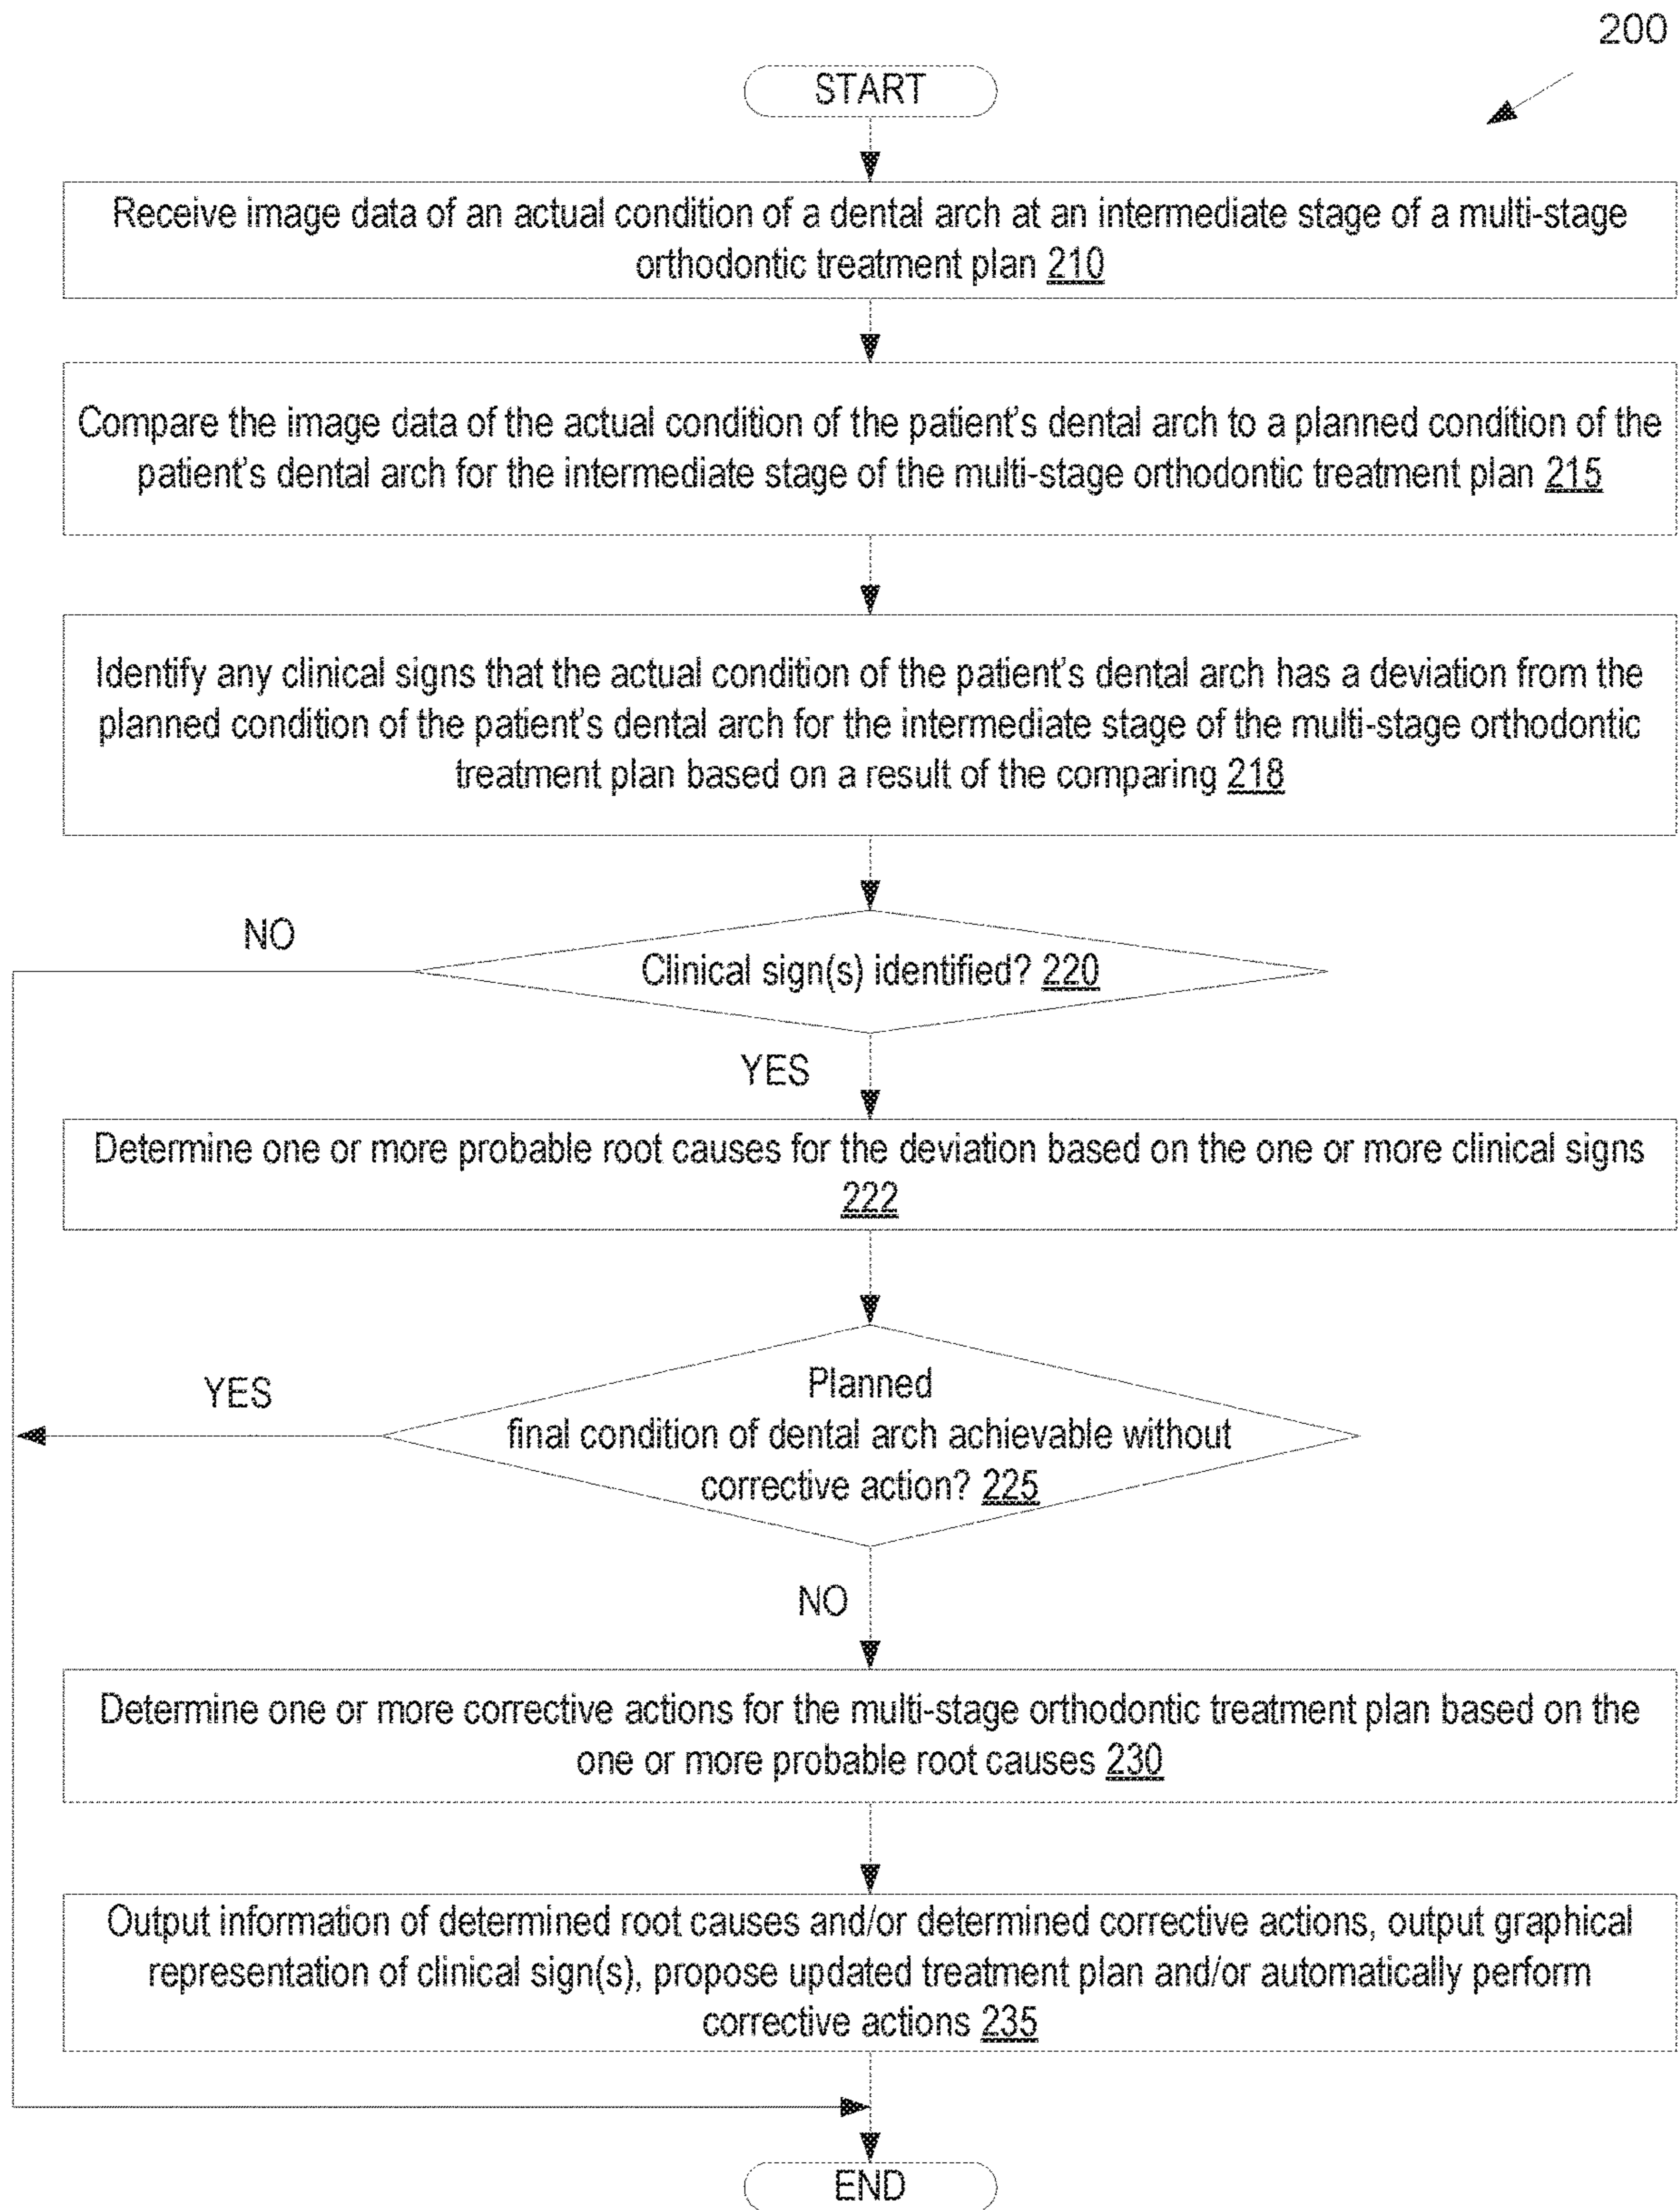 200
START
Receive image data of an actual condition of a dental arch at an intermediate stage of a multi-stage
orthodontic treatment plan 210
Compare the image data of the actual condition of the patient's dental arch to a planned condition of the
patient's dental arch for the intermediate stage of the multi-stage orthodontic treatment plan 215
Identify any clinical signs that the actual condition of the patient's dental arch has a deviation from the
planned condition of the patient's dental arch for the intermediate stage of the multi-stage orthodontic
treatment plan based on a result of the comparing 218
NO
Clinical sign(s) identified? 220
YES
Determine one or more probable root causes for the deviation based on the one or more clinical signs
222
Planned
YES
final condition of dental arch achievable without
corrective action? 225
NO
Determine one or more corrective actions for the multi-stage orthodontic treatment plan based on the
one or more probable root causes 230
Output information of determined root causes and/or determined corrective actions, output graphical
representation of clinical sign(s), propose updated treatment plan and/or automatically perform
corrective actions 235
END